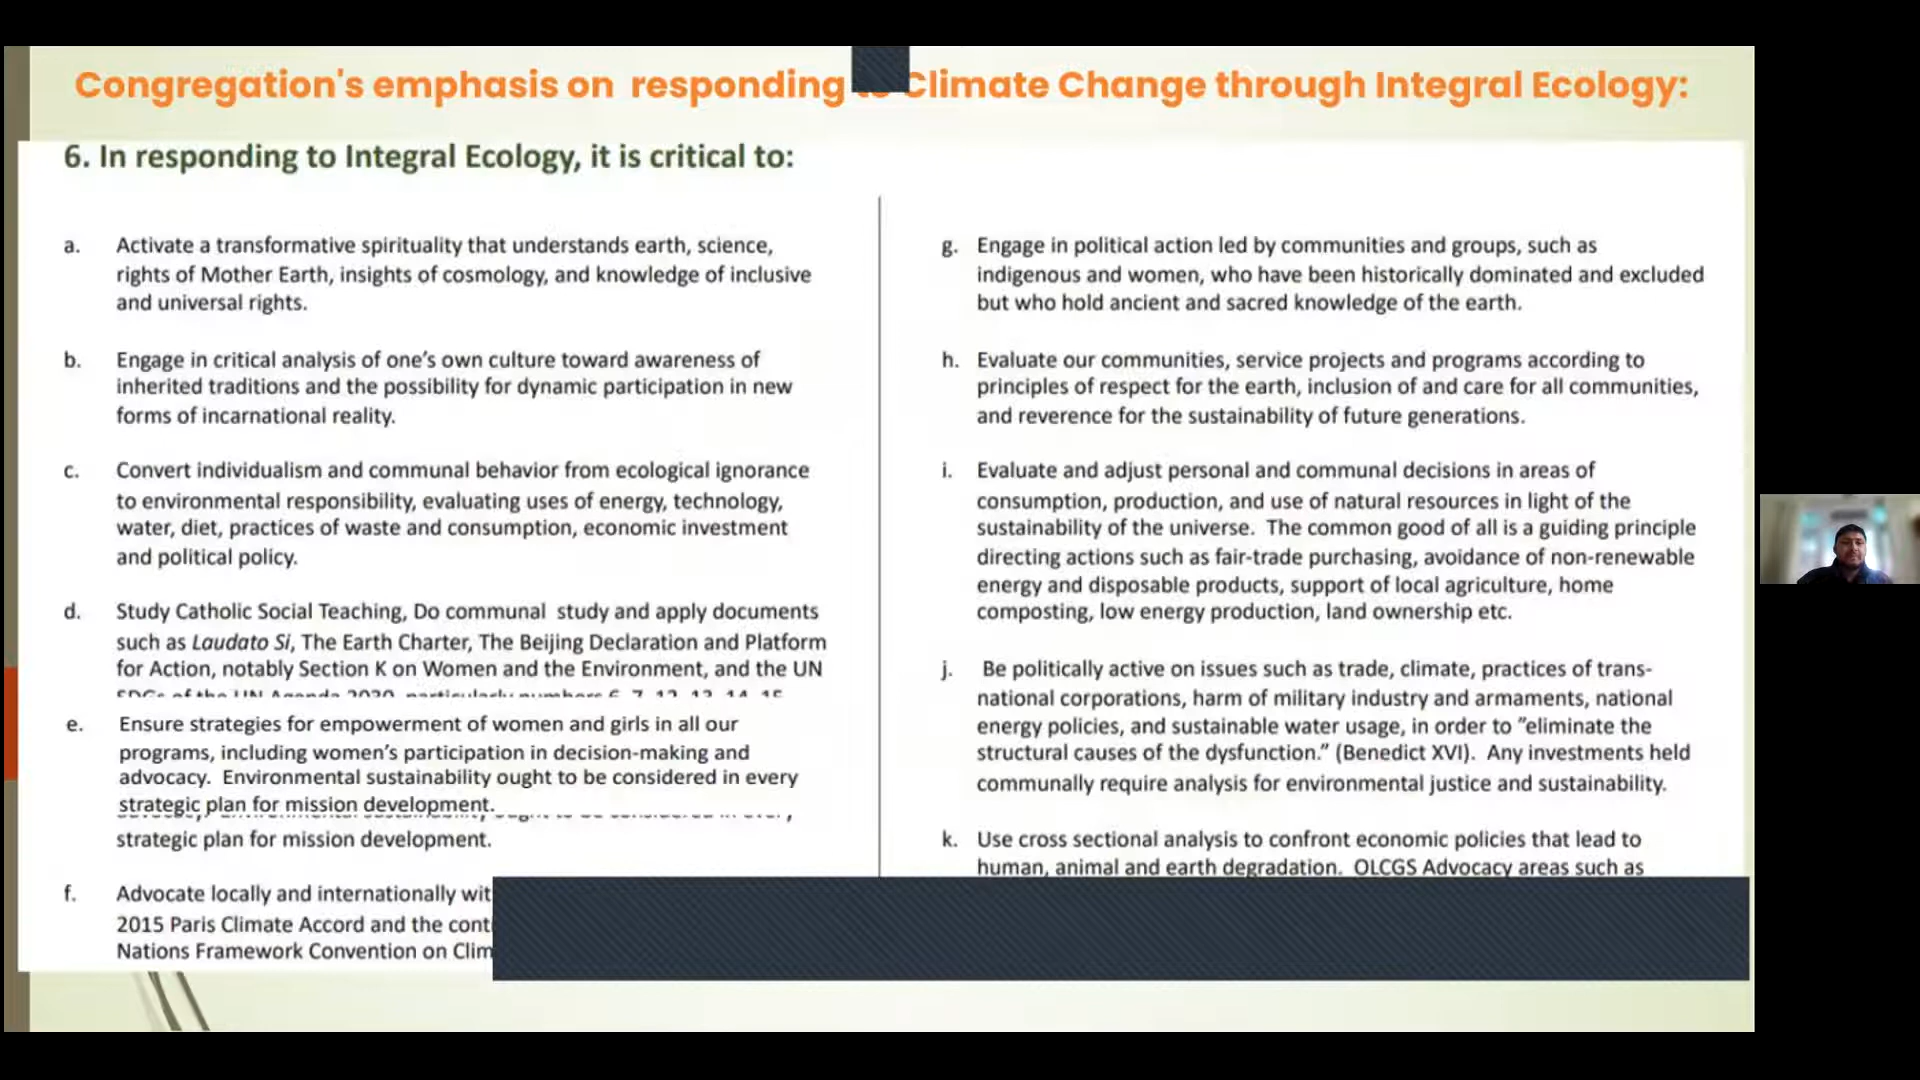 Congregation's emphasis on responding Climate Change through Integral Ecology:
6. In responding to Integral Ecology, it is critical to:
a. Activate a transformative spirituality that understands earth, science,
rights of Mother Earth, insights of cosmology, and knowledge of inclusive
and universal rights.
b. Engage in critical analysis of one’s own culture toward awareness of
inherited traditions and the possibility for dynamic participation in new
forms of incarnational reality.
c. Convert individualism and communal behavior from ecological ignorance
to environmental responsibility, evaluating uses of energy, technology,
water, diet, practices of waste and consumption, economic investment
and political policy.
d. Study Catholic Social Teaching, Do communal study and apply documents
such as Laudato Si, The Earth Charter, The Beijing Declaration and Platform
for Action, notably Section K on Women and the Environment, and the UN
e. Ensure strategies for empowerment of women and girls in all our
programs, including women’s participation in decision-making and
advocacy. Environmental sustainability ought to be considered in every
strategic plan for mission development.
strategic plan for mission development.
f. Advocate locally and internationally
2015 Paris Climate Accord and the
Nations Framework Convention on
g. Engage in political action led by communities and groups, such as
indigenous and women, who have been historically dominated and excluded
but who hold ancient and sacred knowledge of the earth.
h. Evaluate our communities, service projects and programs according to
principles of respect for the earth, inclusion of and care for all communities,
and reverence for the sustainability of future generations.
i. Evaluate and adjust personal and communal decisions in areas of
consumption, production, and use of natural resources in light of the
sustainability of the universe. The common good of all is a guiding principle
directing actions such as fair-trade purchasing, avoidance of non-renewable
energy and disposable products, support of local agriculture, home
composting, low energy production, land ownership etc.
j. Be politically active on issues such as trade, climate, practices of trans-
national corporations, harm of military industry and armaments, national
energy policies, and sustainable water usage, in order to ”eliminate the
structural causes of the dysfunction.” (Benedict XVI). Any investments held
communally require analysis for environmental justice and sustainability.
k. Use cross sectional analysis to confront economic policies that lead to
human, animal and earth degradation. OLCGS Advocacy areas such as